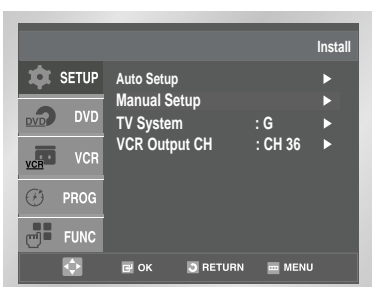 Install
SETUP
DVD
DVD
VCR
VCR
PROG
FUNC
Auto Setup
Manual Setup
TV System : G
VCR Output CH : CH 36
OK RETURN MENU